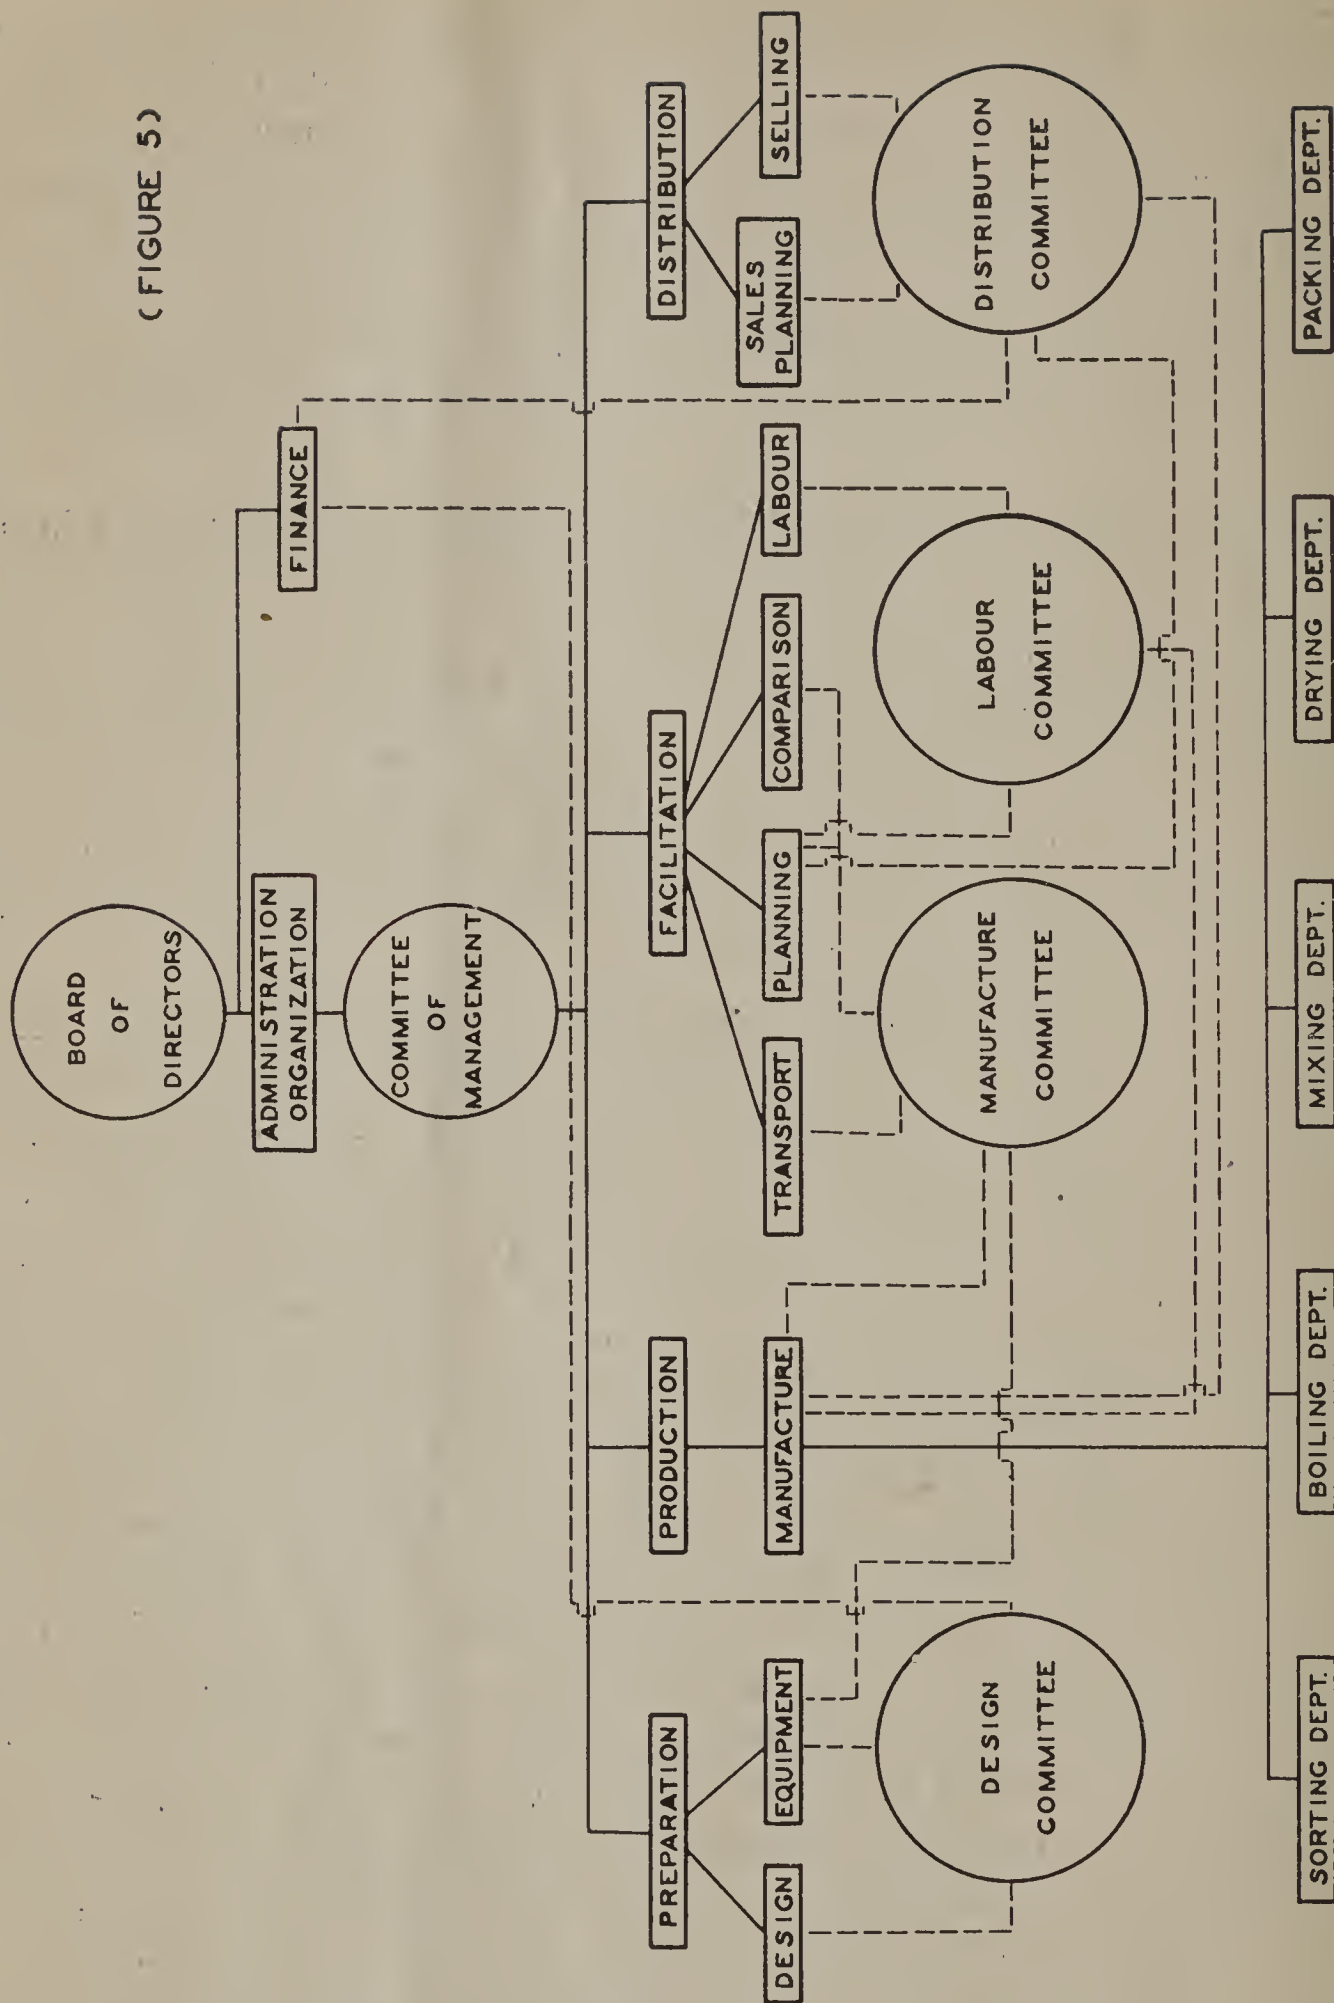 (FIGURE 5)
BOARD
OF
DIRECTORS
ADMINISTRATION
ORGANIZATION
FINANCE
COMMITTEE
OF
MANAGEMENT
PREPARATION
PRODUCTION
FACILITATION
DISTRIBUTION
DESIGN
EQUIPMENT
MANUFACTURE
TRANSPORT
PLANNING
COMPARISON
LABOUR
SALES
PLANNING
SELLING
DESIGN
COMMITTEE
MANUFACTURE
COMMITTEE
LABOUR
COMMITTEE
DISTRIBUTION
COMMITTEE
SORTING DEPT.
BOILING DEPT.
MIXING DEPT.
DRYING DEPT.
PACKING DEPT.